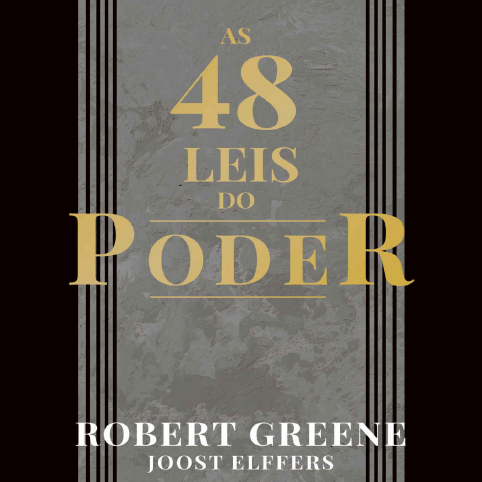 AS
48
LEIS
DO
PODER
ROBERT GREENE
JOOST ELFFERS